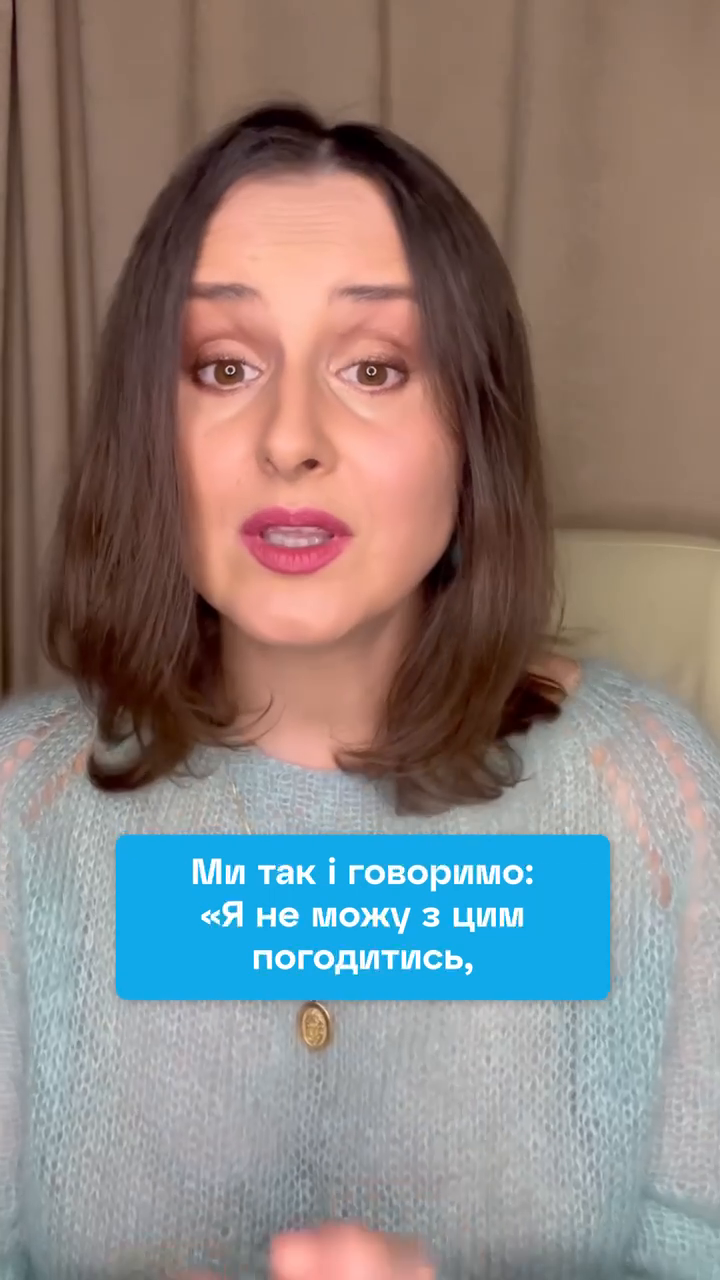 Ми так і говоримо:
«Я не можу з цим
погодитись,